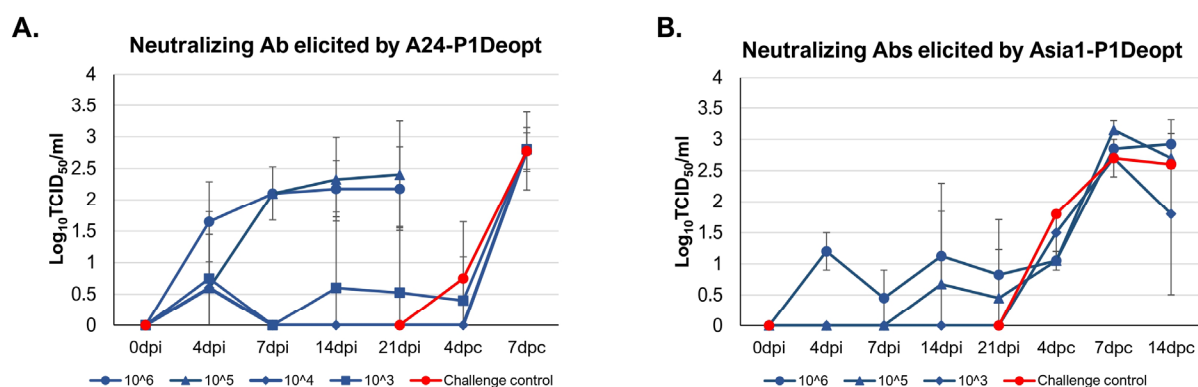 A.
Neutralizing Ab elicited by A24-P1Deopt
Log10TCID50/ml
4
3.5
3
2.5
2
1.5
1
0.5
0
0dpi 4dpi 7dpi 14dpi 21dpi 4dpc 7dpc
10^6 10^5 10^4 10^3 Challenge control
B.
Neutralizing Abs elicited by Asia1-P1Deopt
Log10TCID50/ml
4
3.5
3
2.5
2
1.5
1
0.5
0
0dpi 4dpi 7dpi 14dpi 21dpi 4dpc 7dpc 14dpc
10^6 10^5 10^3 Challenge control